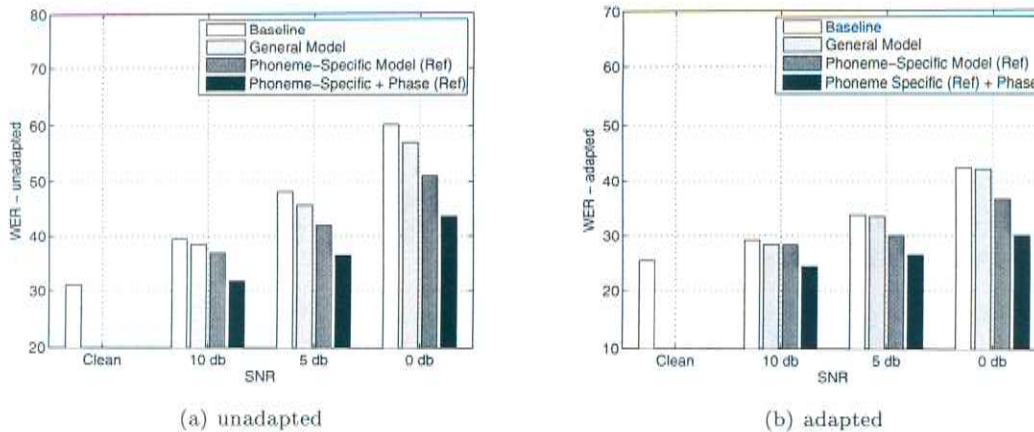 80
70
60
50
40
30
20
WER - unadapted
Baseline
General Model
Phoneme-Specific Model (Ref)
Phoneme-Specific + Phase (Ref)
Clean 10 db 5 db 0 db
SNR
(a) unadapted
70
60
50
40
30
20
10
WER - adapted
Baseline
General Model
Phoneme-Specific Model (Ref)
Phoneme Specific (Ref) + Phase
Clean 10 db 5 db 0 db
SNR
(b) adapted